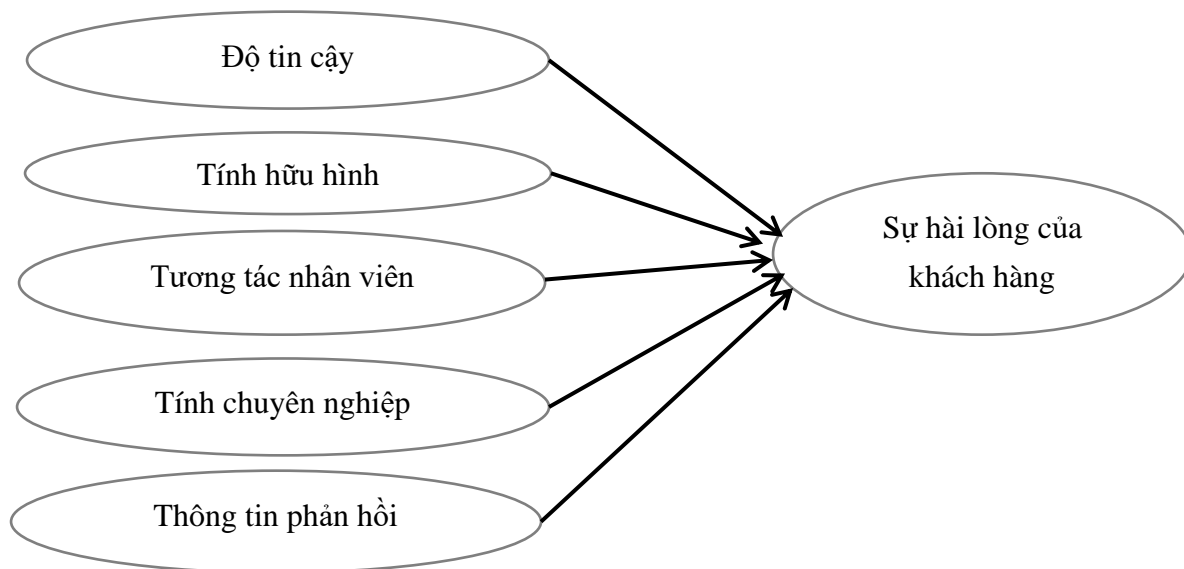 Độ tin cậy
Tính hữu hình
Tương tác nhân viên
Tính chuyên nghiệp
Thông tin phản hồi
Sự hài lòng của
khách hàng